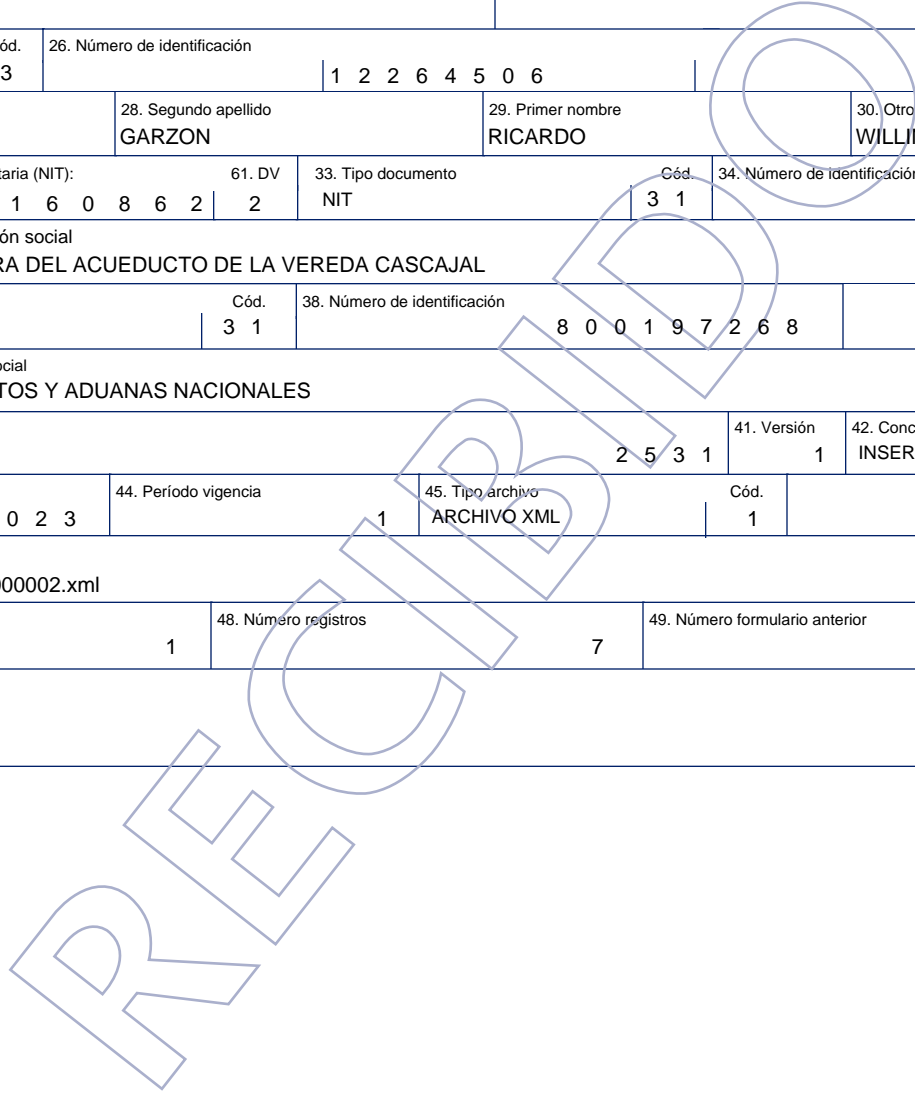 ód. 26. Número de identificación
3 1 2 2 6 4 5 0 6
28. Segundo apellido 29. Primer nombre 30. Otro
GARZON RICARDO WILLI
taria (NIT): 61. DV 33. Tipo documento Cód. 34. Número de identificación
1 6 0 8 6 2 2 NIT 3 1
ón social
RA DEL ACUEDUCTO DE LA VEREDA CASCAJAL
Cód. 38. Número de identificación
3 1 8 0 0 1 9 7 2 6 8
ocial
TOS Y ADUANAS NACIONALES
41. Versión 42. Conc
2 5 3 1 1 INSER
44. Período vigencia 45. Tipo archivo Cód.
0 2 3 1 ARCHIVO XML 1
000002.xml
48. Número registros 49. Número formulario anterior
1 7
RECIBIDO